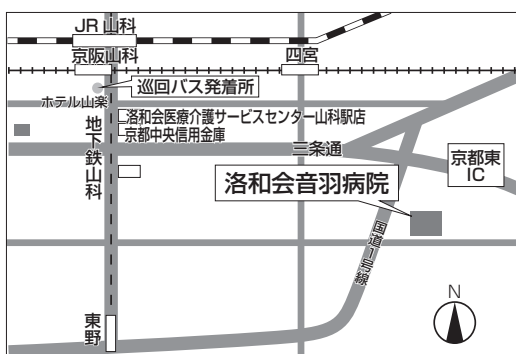 JR山科
京阪山科
四宮
巡回バス発着所
ホテル山楽
洛和会医療介護サービスセンター山科駅店
京都中央信用金庫
地下鉄山科
三条通
京都東
IC
洛和会音羽病院
国道1号線
東野
N